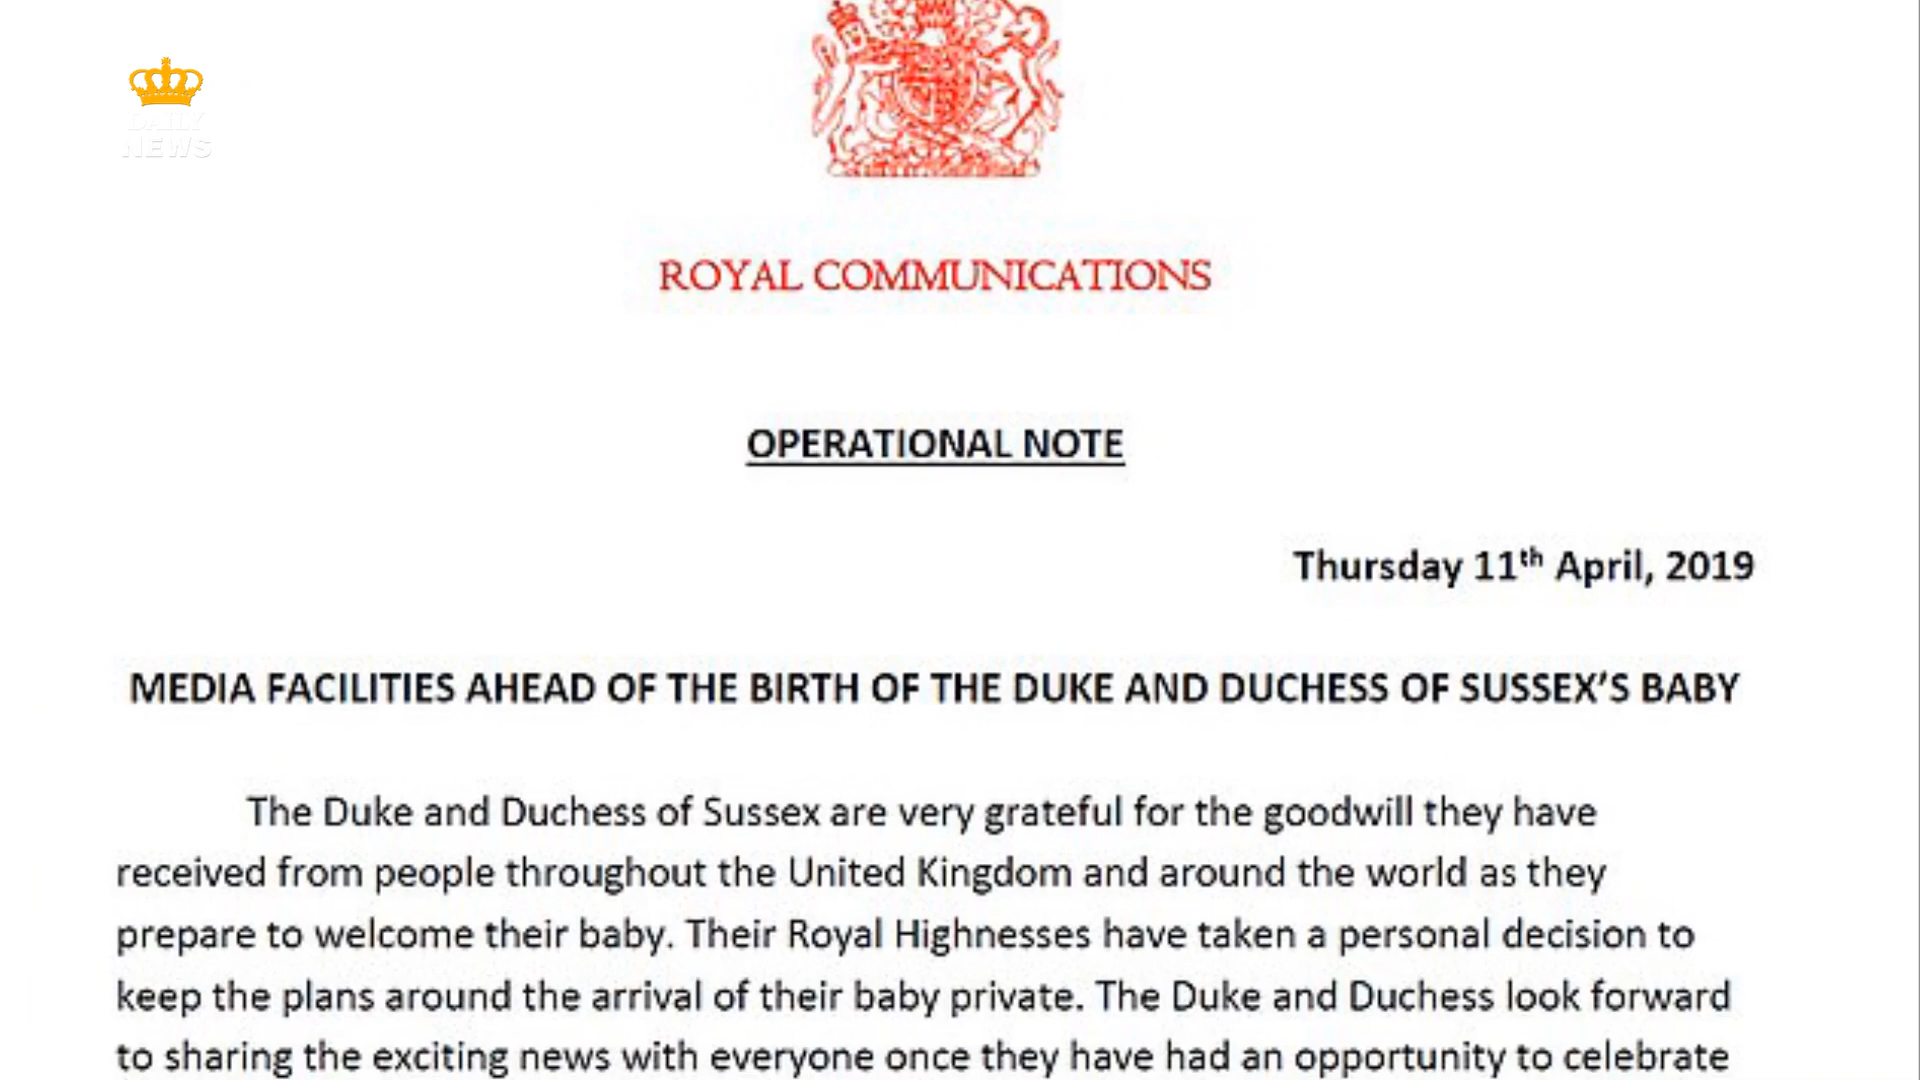 DAILY
NEWS
ROYAL COMMUNICATIONS
OPERATIONAL NOTE
Thursday 11th April, 2019
MEDIA FACILITIES AHEAD OF THE BIRTH OF THE DUKE AND DUCHESS OF SUSSEX'S BABY
The Duke and Duchess of Sussex are very grateful for the goodwill they have
received from people throughout the United Kingdom and around the world as they
prepare to welcome their baby. Their Royal Highnesses have taken a personal decision to
keep the plans around the arrival of their baby private. The Duke and Duchess look forward
to sharing the exciting news with everyone once they have had an opportunity to celebrate